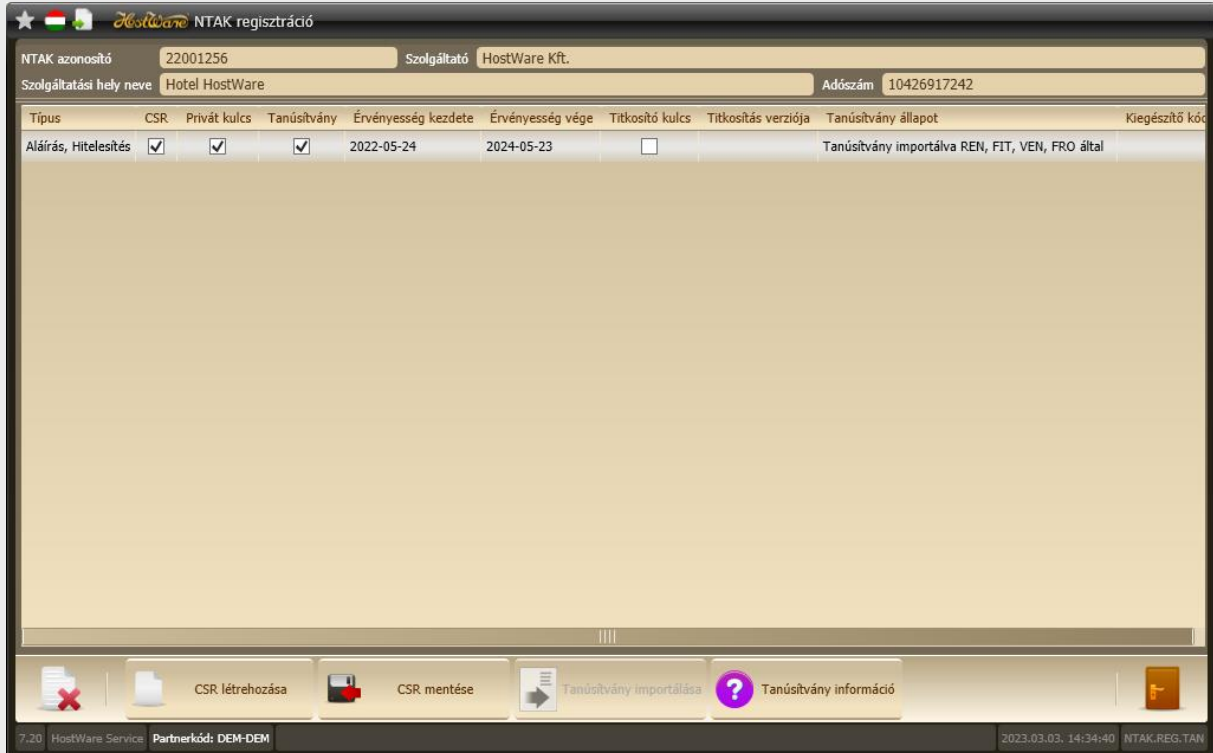 HostWare NTAK regisztráció
NTAK azonosító 22001256 Szolgáltató HostWare Kft.
Szolgáltatási hely neve Hotel HostWare Adószám 10426917242
Típus CSR Privát kulcs Tanúsítvány Érvényesség kezdete Érvényesség vége Titkosító kulcs Titkosítás verziója Tanúsítvány állapot Kiegészítő kód
Aláírás, Hitelesítés 2022-05-24 2024-05-23 Tanúsítvány importálva REN, FIT, VEN, FRO által
CSR létrehozása CSR mentése Tanúsítvány importálása ? Tanúsítvány információ
7.20 HostWare Service Partnerkód: DEM-DEM 2023.03.03. 14:34:40 NTAK.REG.TAN